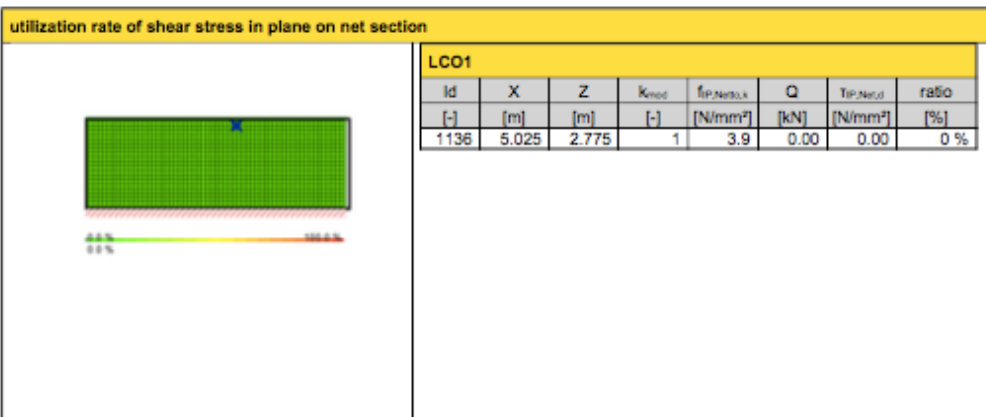 utilization rate of shear stress in plane on net section
LCO1
Id X Z kmod fIP,Netto,k Q τIP,Net,d ratio
[-] [m] [m] [-] [N/mm²] [kN] [N/mm²] [%]
1136 5.025 2.775 1 3.9 0.00 0.00 0 %
0.0 % 100.0 %
0.0 %